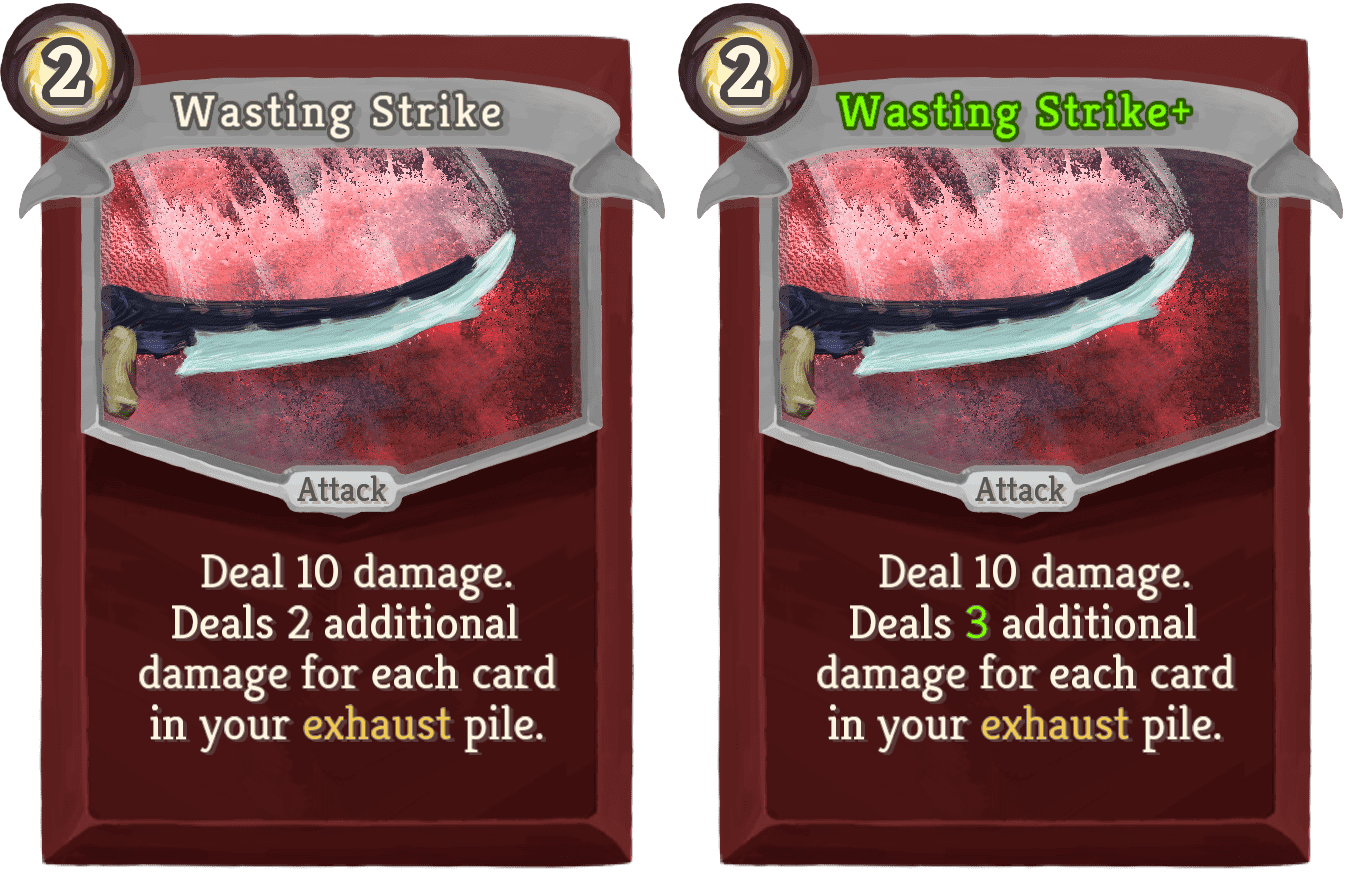 2
Wasting Strike
Attack
Deal 10 damage.
Deals 2 additional
damage for each card
in your exhaust pile.
2
Wasting Strike+
Attack
Deal 10 damage.
Deals 3 additional
damage for each card
in your exhaust pile.